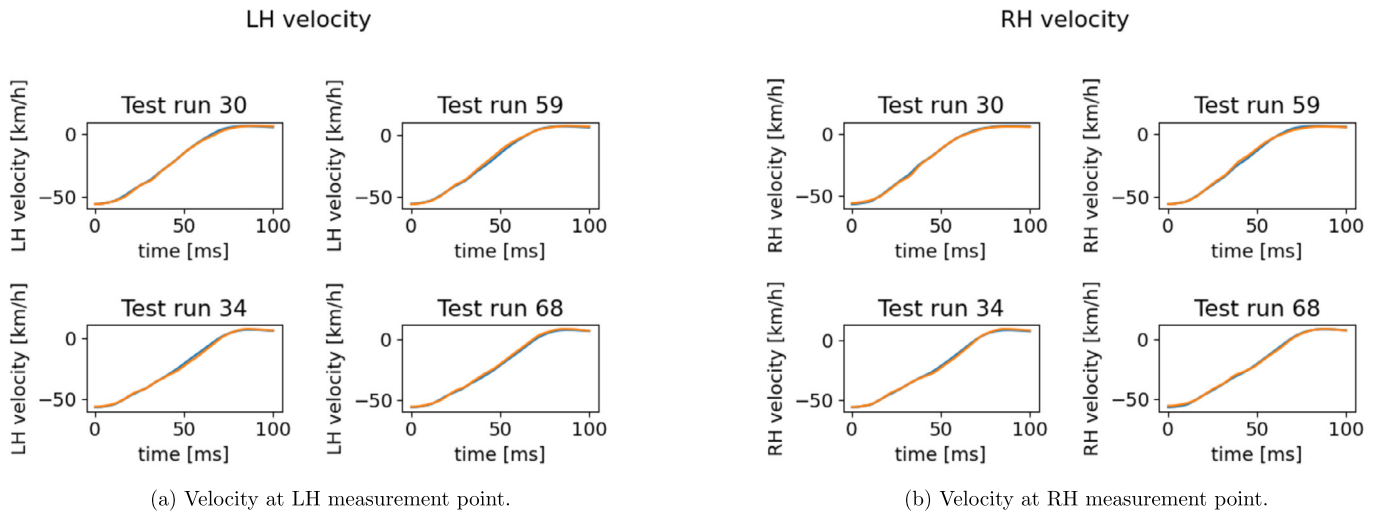 LH velocity
Test run 30
LH velocity [km/h]
0
−50
0 50 100
time [ms]
Test run 59
LH velocity [km/h]
0
−50
0 50 100
time [ms]
Test run 34
LH velocity [km/h]
0
−50
0 50 100
time [ms]
Test run 68
LH velocity [km/h]
0
−50
0 50 100
time [ms]
(a) Velocity at LH measurement point.
RH velocity
Test run 30
RH velocity [km/h]
0
−50
0 50 100
time [ms]
Test run 59
RH velocity [km/h]
0
−50
0 50 100
time [ms]
Test run 34
RH velocity [km/h]
0
−50
0 50 100
time [ms]
Test run 68
RH velocity [km/h]
0
−50
0 50 100
time [ms]
(b) Velocity at RH measurement point.